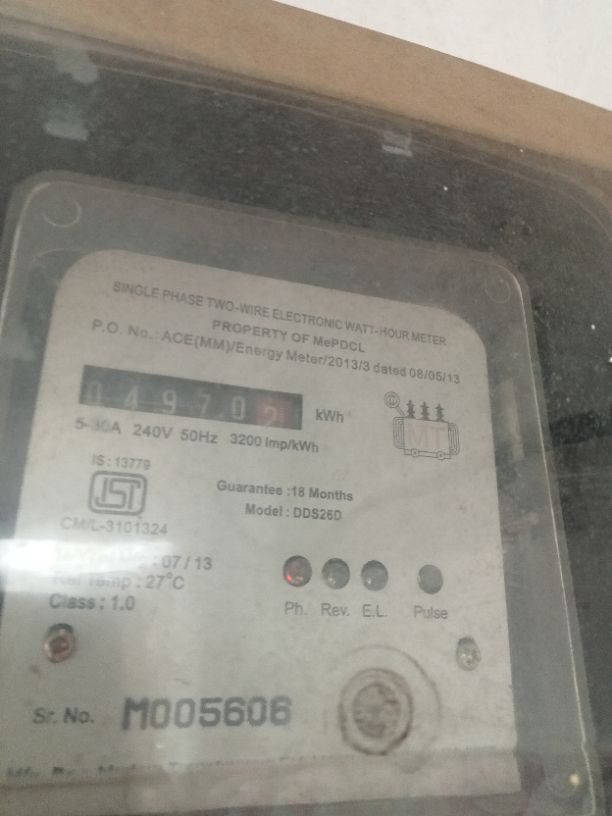 SINGLE PHASE TWO-WIRE ELECTRONIC WATT-HOUR METER
PROPERTY OF MePDCL
P.O. No.: ACE(MM)/Energy Meter/2013/3 dated 08/05/13
049702 kWh
5-30A 240V 50Hz 3200 Imp/kWh
MT
IS : 13779
ISI
CM/L-3101324
Guarantee :18 Months
Model : DDS26D
: 07 / 13
Ref Temp : 27°C
Class : 1.0
Ph. Rev. E.L. Pulse
Sr. No. M005606